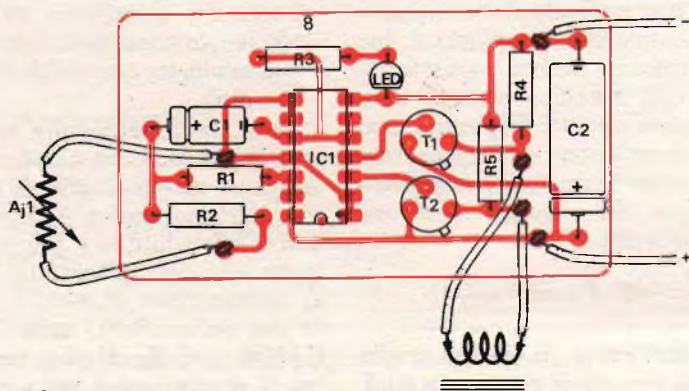 8
R3
LED
–
R4
+ C1 –
C2
T1
IC1
R5
R1
Aj1
T2
R2
+
+